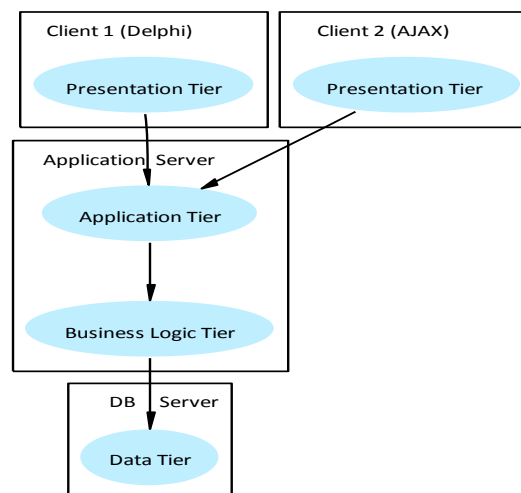 Client 1 (Delphi)
Client 2 (AJAX)
Presentation Tier
Presentation Tier
Application Server
Application Tier
Business Logic Tier
DB Server
Data Tier